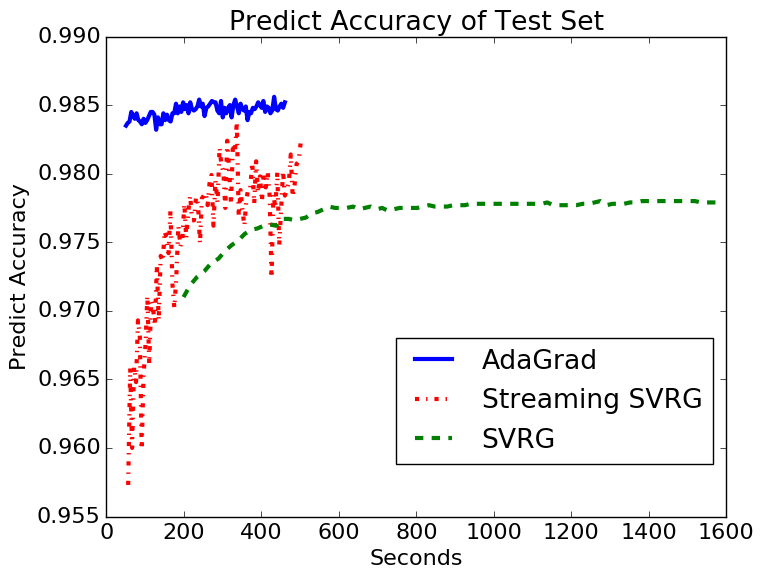 Predict Accuracy of Test Set
0.990
0.985
0.980
0.975
0.970
0.965
0.960
0.955
Predict Accuracy
AdaGrad
Streaming SVRG
SVRG
0 200 400 600 800 1000 1200 1400 1600
Seconds